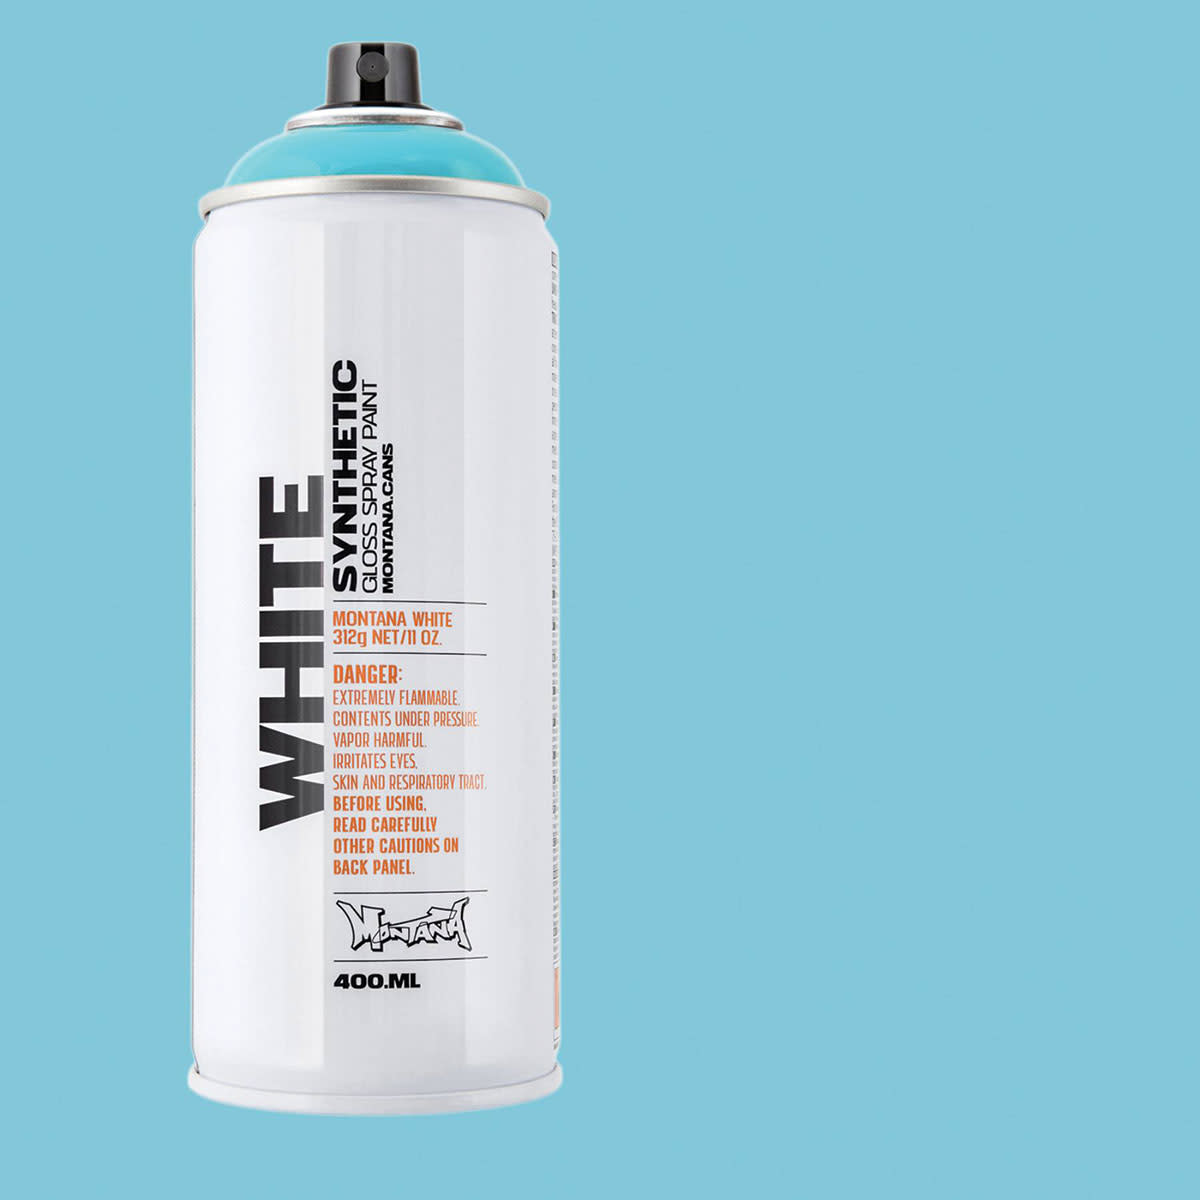 WHITE
SYNTHETIC
GLOSS SPRAY PAINT
MONTANA.CANS
MONTANA WHITE
312g NET/11 OZ.
DANGER:
EXTREMELY FLAMMABLE.
CONTENTS UNDER PRESSURE.
VAPOR HARMFUL.
IRRITATES EYES,
SKIN AND RESPIRATORY TRACT.
BEFORE USING,
READ CAREFULLY
OTHER CAUTIONS ON
BACK PANEL.
MONTANA
400.ML